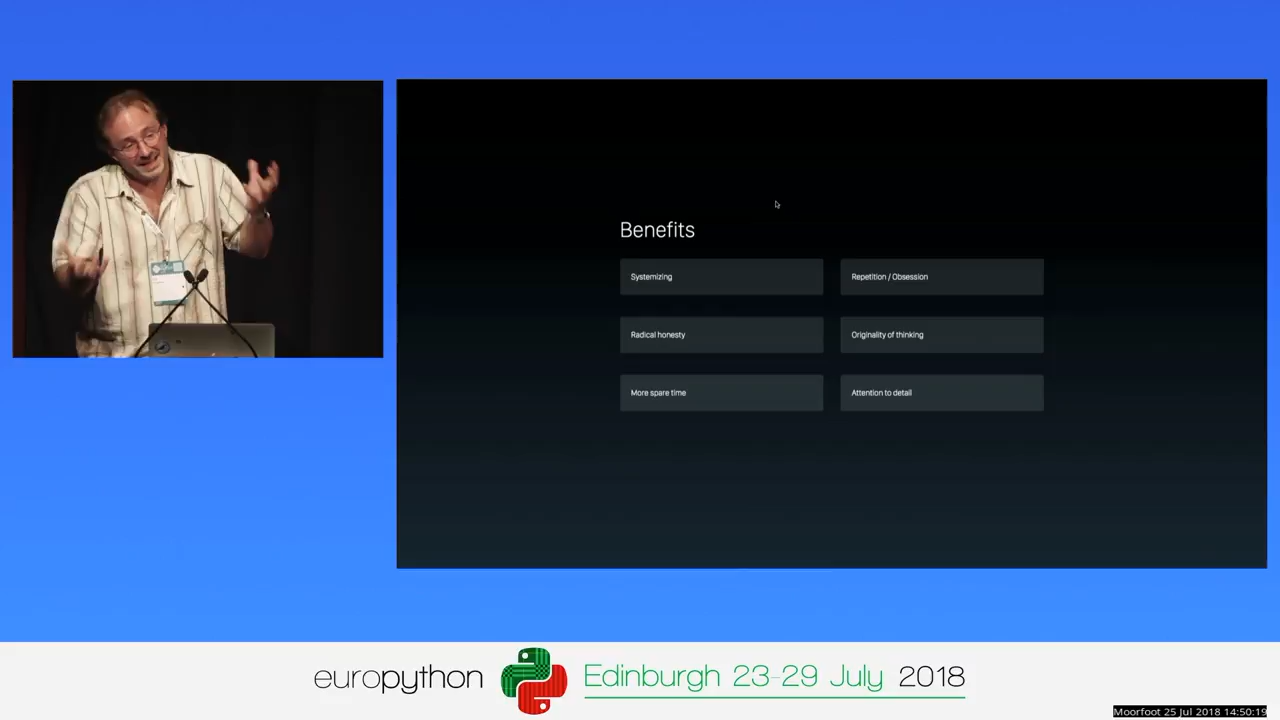 Benefits
Systemizing
Repetition / Obsession
Radical honesty
Originality of thinking
More spare time
Attention to detail
europython
Edinburgh 23-29 July 2018
Moorfoot 25 Jul 2018 14:50:19